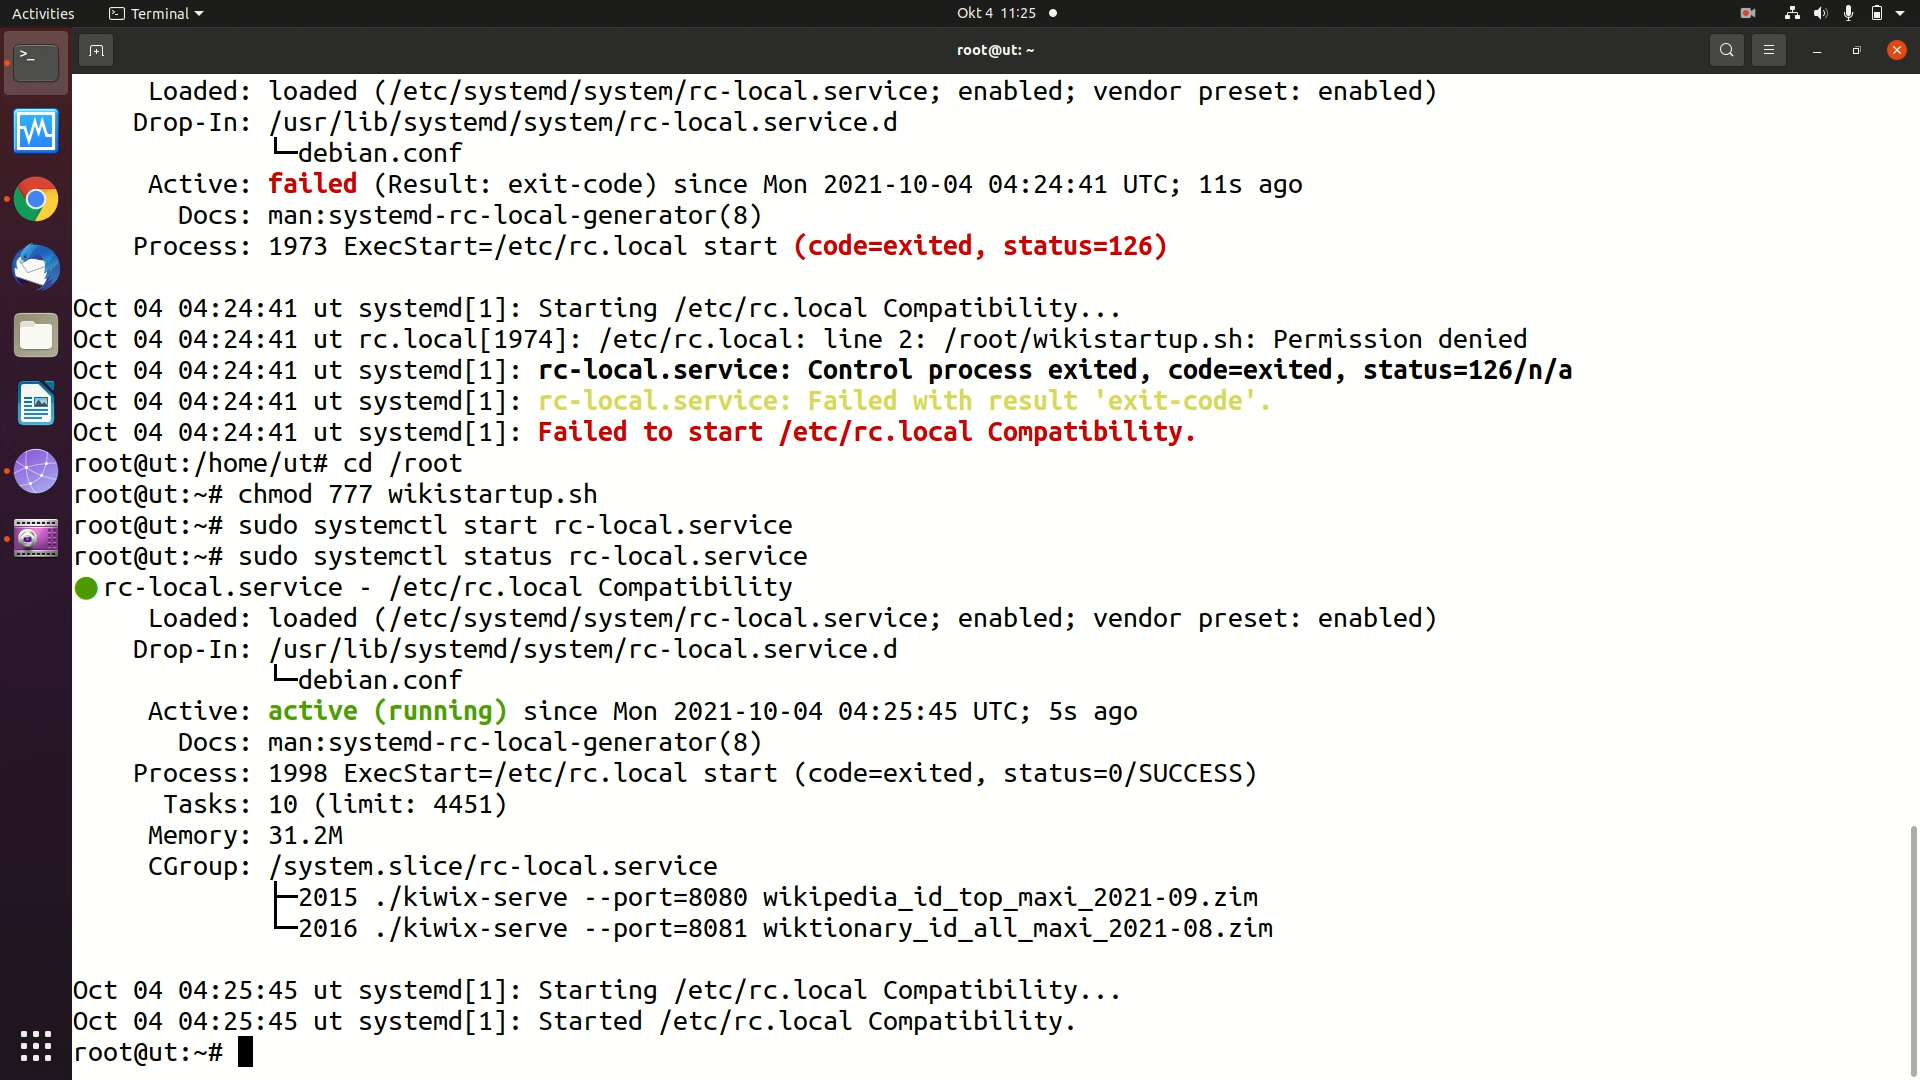 Activities Terminal Okt 4 11:25
root@ut: ~
Loaded: loaded (/etc/systemd/system/rc-local.service; enabled; vendor preset: enabled)
Drop-In: /usr/lib/systemd/system/rc-local.service.d
└─debian.conf
Active: failed (Result: exit-code) since Mon 2021-10-04 04:24:41 UTC; 11s ago
Docs: man:systemd-rc-local-generator(8)
Process: 1973 ExecStart=/etc/rc.local start (code=exited, status=126)
Oct 04 04:24:41 ut systemd[1]: Starting /etc/rc.local Compatibility...
Oct 04 04:24:41 ut rc.local[1974]: /etc/rc.local: line 2: /root/wikistartup.sh: Permission denied
Oct 04 04:24:41 ut systemd[1]: rc-local.service: Control process exited, code=exited, status=126/n/a
Oct 04 04:24:41 ut systemd[1]: rc-local.service: Failed with result 'exit-code'.
Oct 04 04:24:41 ut systemd[1]: Failed to start /etc/rc.local Compatibility.
root@ut:/home/ut# cd /root
root@ut:~# chmod 777 wikistartup.sh
root@ut:~# sudo systemctl start rc-local.service
root@ut:~# sudo systemctl status rc-local.service
● rc-local.service - /etc/rc.local Compatibility
Loaded: loaded (/etc/systemd/system/rc-local.service; enabled; vendor preset: enabled)
Drop-In: /usr/lib/systemd/system/rc-local.service.d
└─debian.conf
Active: active (running) since Mon 2021-10-04 04:25:45 UTC; 5s ago
Docs: man:systemd-rc-local-generator(8)
Process: 1998 ExecStart=/etc/rc.local start (code=exited, status=0/SUCCESS)
Tasks: 10 (limit: 4451)
Memory: 31.2M
CGroup: /system.slice/rc-local.service
├─2015 ./kiwix-serve --port=8080 wikipedia_id_top_maxi_2021-09.zim
└─2016 ./kiwix-serve --port=8081 wiktionary_id_all_maxi_2021-08.zim
Oct 04 04:25:45 ut systemd[1]: Starting /etc/rc.local Compatibility...
Oct 04 04:25:45 ut systemd[1]: Started /etc/rc.local Compatibility.
root@ut:~#